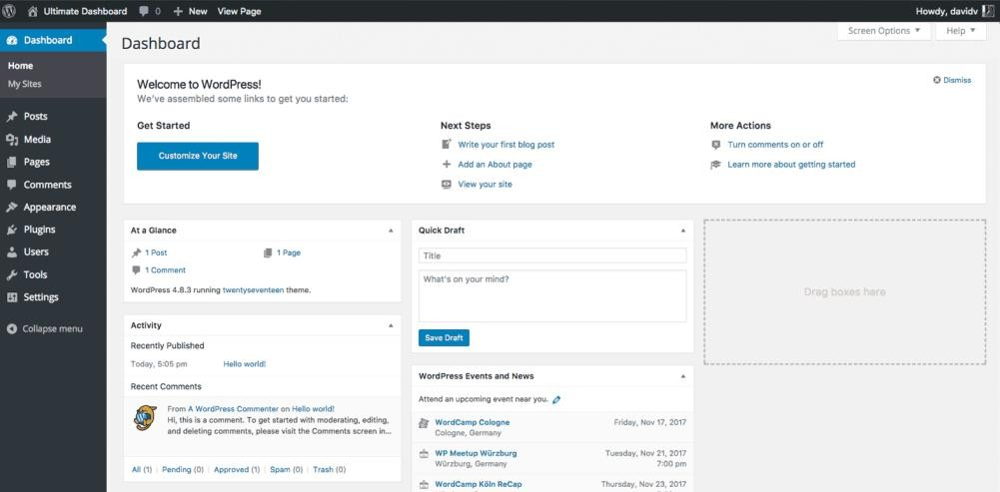 Ultimate Dashboard 0 New View Page Howdy, davidv
Dashboard
Home
My Sites
Posts
Media
Pages
Comments
Appearance
Plugins
Users
Tools
Settings
Collapse menu
Dashboard
Screen Options Help
Welcome to WordPress!
Dismiss
We've assembled some links to get you started:
Get Started
Customize Your Site
Next Steps
Write your first blog post
Add an About page
View your site
More Actions
Turn comments on or off
Learn more about getting started
At a Glance
1 Post 1 Page
1 Comment
WordPress 4.8.3 running twentyseventeen theme.
Activity
Recently Published
Today, 5:05 pm Hello world!
Recent Comments
From A WordPress Commenter on Hello world!
Hi, this is a comment. To get started with moderating, editing,
and deleting comments, please visit the Comments screen in...
All (1) | Pending (0) | Approved (1) | Spam (0) | Trash (0)
Quick Draft
Title
What's on your mind?
Save Draft
WordPress Events and News
Attend an upcoming event near you.
WordCamp Cologne Friday, Nov 17, 2017
Cologne, Germany
WP Meetup Würzburg Tuesday, Nov 21, 2017
Würzburg, Germany 7:00 pm
WordCamp Köln ReCap Thursday, Nov 23, 2017
Drag boxes here